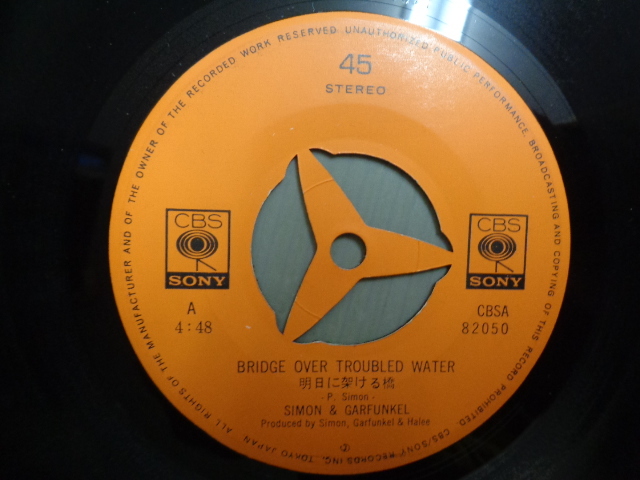 ALL RIGHTS OF THE MANUFACTURER AND OF THE OWNER OF THE RECORDED WORK RESERVED UNAUTHORIZED PUBLIC PERFORMANCE, BROADCASTING AND COPYING OF THIS RECORD PROHIBITED. CBS/SONY RECORDS INC. TOKYO JAPAN
45
STEREO
CBS
SONY
CBS
SONY
A
4:48
CBSA
82050
BRIDGE OVER TROUBLED WATER
明日に架ける橋
- P. Simon -
SIMON & GARFUNKEL
Produced by Simon, Garfunkel & Halee